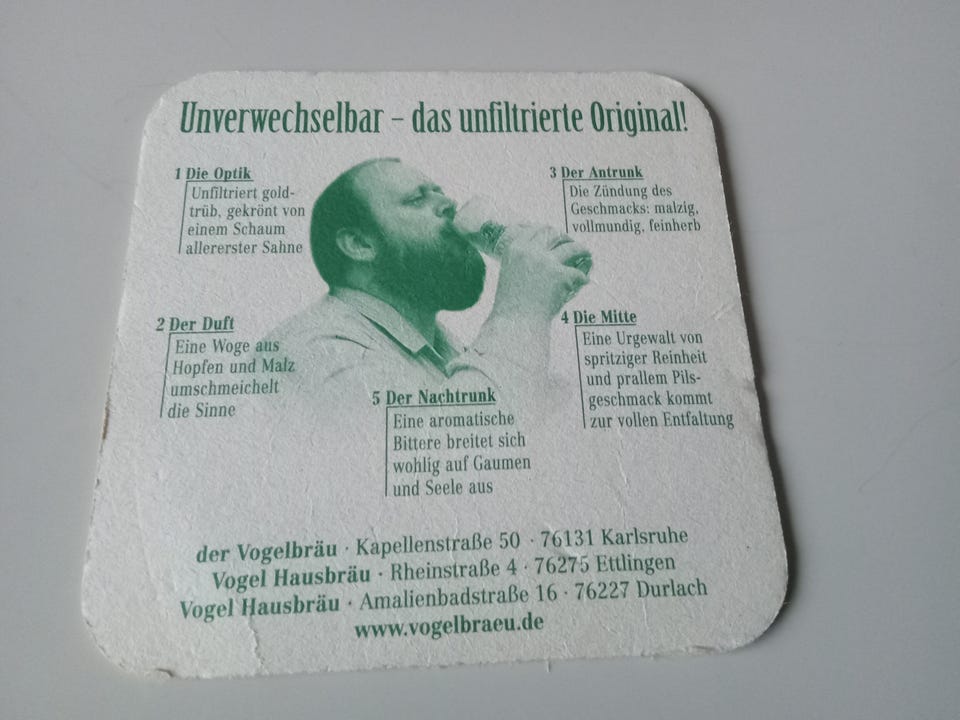 Unverwechselbar – das unfiltrierte Original!
1 Die Optik
Unfiltriert gold-
trüb, gekrönt von
einem Schaum
allererster Sahne
2 Der Duft
Eine Woge aus
Hopfen und Malz
umschmeichelt
die Sinne
3 Der Antrunk
Die Zündung des
Geschmacks: malzig,
vollmundig, feinherb
4 Die Mitte
Eine Urgewalt von
spritziger Reinheit
und prallem Pils-
geschmack kommt
zur vollen Entfaltung
5 Der Nachtrunk
Eine aromatische
Bittere breitet sich
wohlig auf Gaumen
und Seele aus
der Vogelbräu · Kapellenstraße 50 · 76131 Karlsruhe
Vogel Hausbräu · Rheinstraße 4 · 76275 Ettlingen
Vogel Hausbräu · Amalienbadstraße 16 · 76227 Durlach
www.vogelbraeu.de